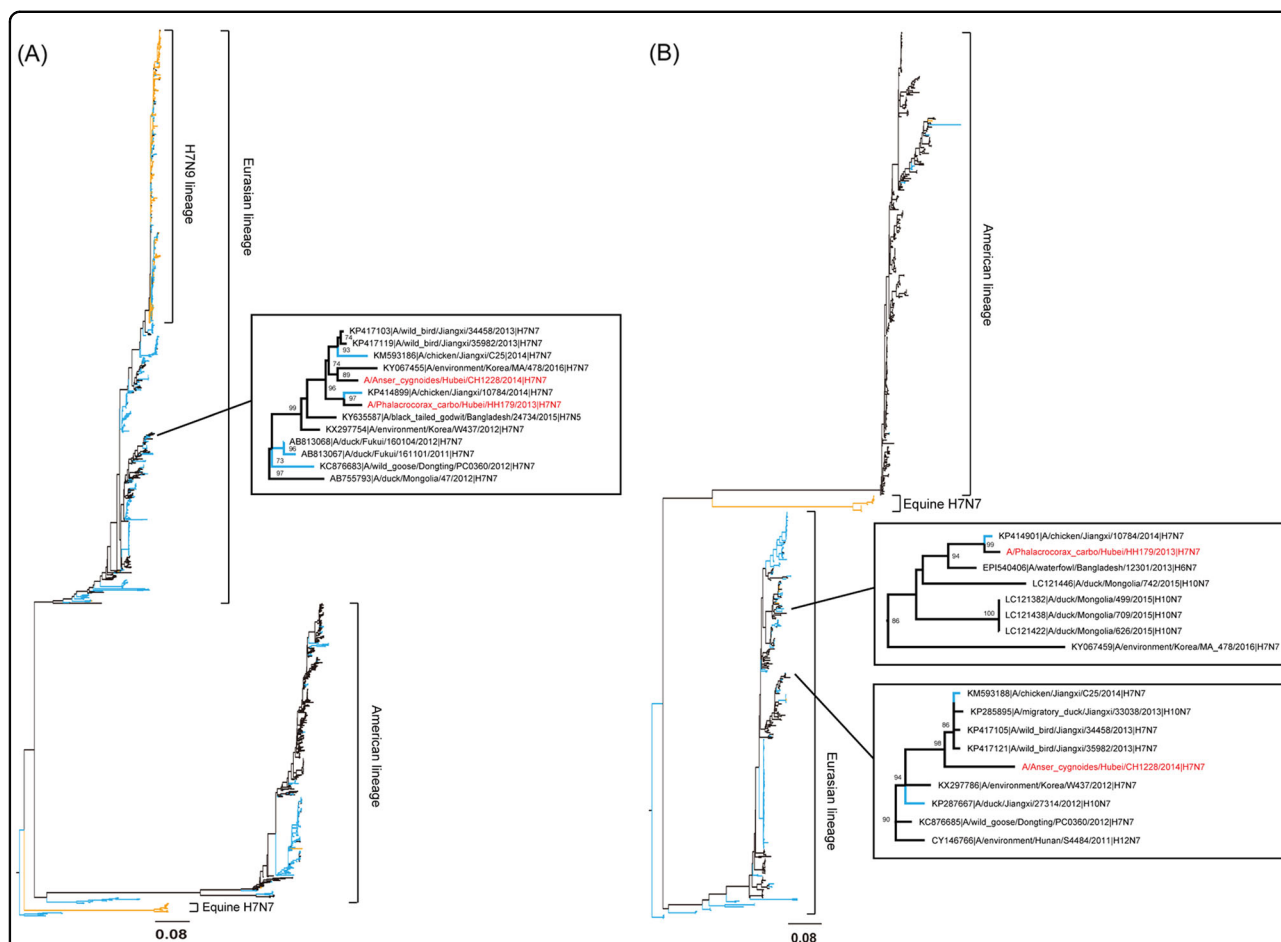 (A)
H7N9 lineage
Eurasian lineage
KP417103|A/wild_bird/Jiangxi/34458/2013|H7N7
74
KP417119|A/wild_bird/Jiangxi/35982/2013|H7N7
93
KM593186|A/chicken/Jiangxi/C25/2014|H7N7
74
KY067455|A/environment/Korea/MA/478/2016|H7N7
89
A/Anser_cygnoides/Hubei/CH1228/2014|H7N7
96
KP414899|A/chicken/Jiangxi/10784/2014|H7N7
97
A/Phalacrocorax_carbo/Hubei/HH179/2013|H7N7
99
KY635587|A/black_tailed_godwit/Bangladesh/24734/2015|H7N5
KX297754|A/environment/Korea/W437/2012|H7N7
AB813068|A/duck/Fukui/160104/2012|H7N7
96
AB813067|A/duck/Fukui/161101/2011|H7N7
73
KC876683|A/wild_goose/Dongting/PC0360/2012|H7N7
97
AB755793|A/duck/Mongolia/47/2012|H7N7
American lineage
Equine H7N7
0.08
(B)
American lineage
Equine H7N7
KP414901|A/chicken/Jiangxi/10784/2014|H7N7
99
A/Phalacrocorax_carbo/Hubei/HH179/2013|H7N7
94
EPI540406|A/waterfowl/Bangladesh/12301/2013|H6N7
LC121446|A/duck/Mongolia/742/2015|H10N7
LC121382|A/duck/Mongolia/499/2015|H10N7
100
LC121438|A/duck/Mongolia/709/2015|H10N7
86
LC121422|A/duck/Mongolia/626/2015|H10N7
KY067459|A/environment/Korea/MA_478/2016|H7N7
KM593188|A/chicken/Jiangxi/C25/2014|H7N7
KP285895|A/migratory_duck/Jiangxi/33038/2013|H10N7
86
KP417105|A/wild_bird/Jiangxi/34458/2013|H7N7
98
KP417121|A/wild_bird/Jiangxi/35982/2013|H7N7
A/Anser_cygnoides/Hubei/CH1228/2014|H7N7
94
KX297786|A/environment/Korea/W437/2012|H7N7
KP287667|A/duck/Jiangxi/27314/2012|H10N7
90
KC876685|A/wild_goose/Dongting/PC0360/2012|H7N7
CY146766|A/environment/Hunan/S4484/2011|H12N7
Eurasian lineage
0.08